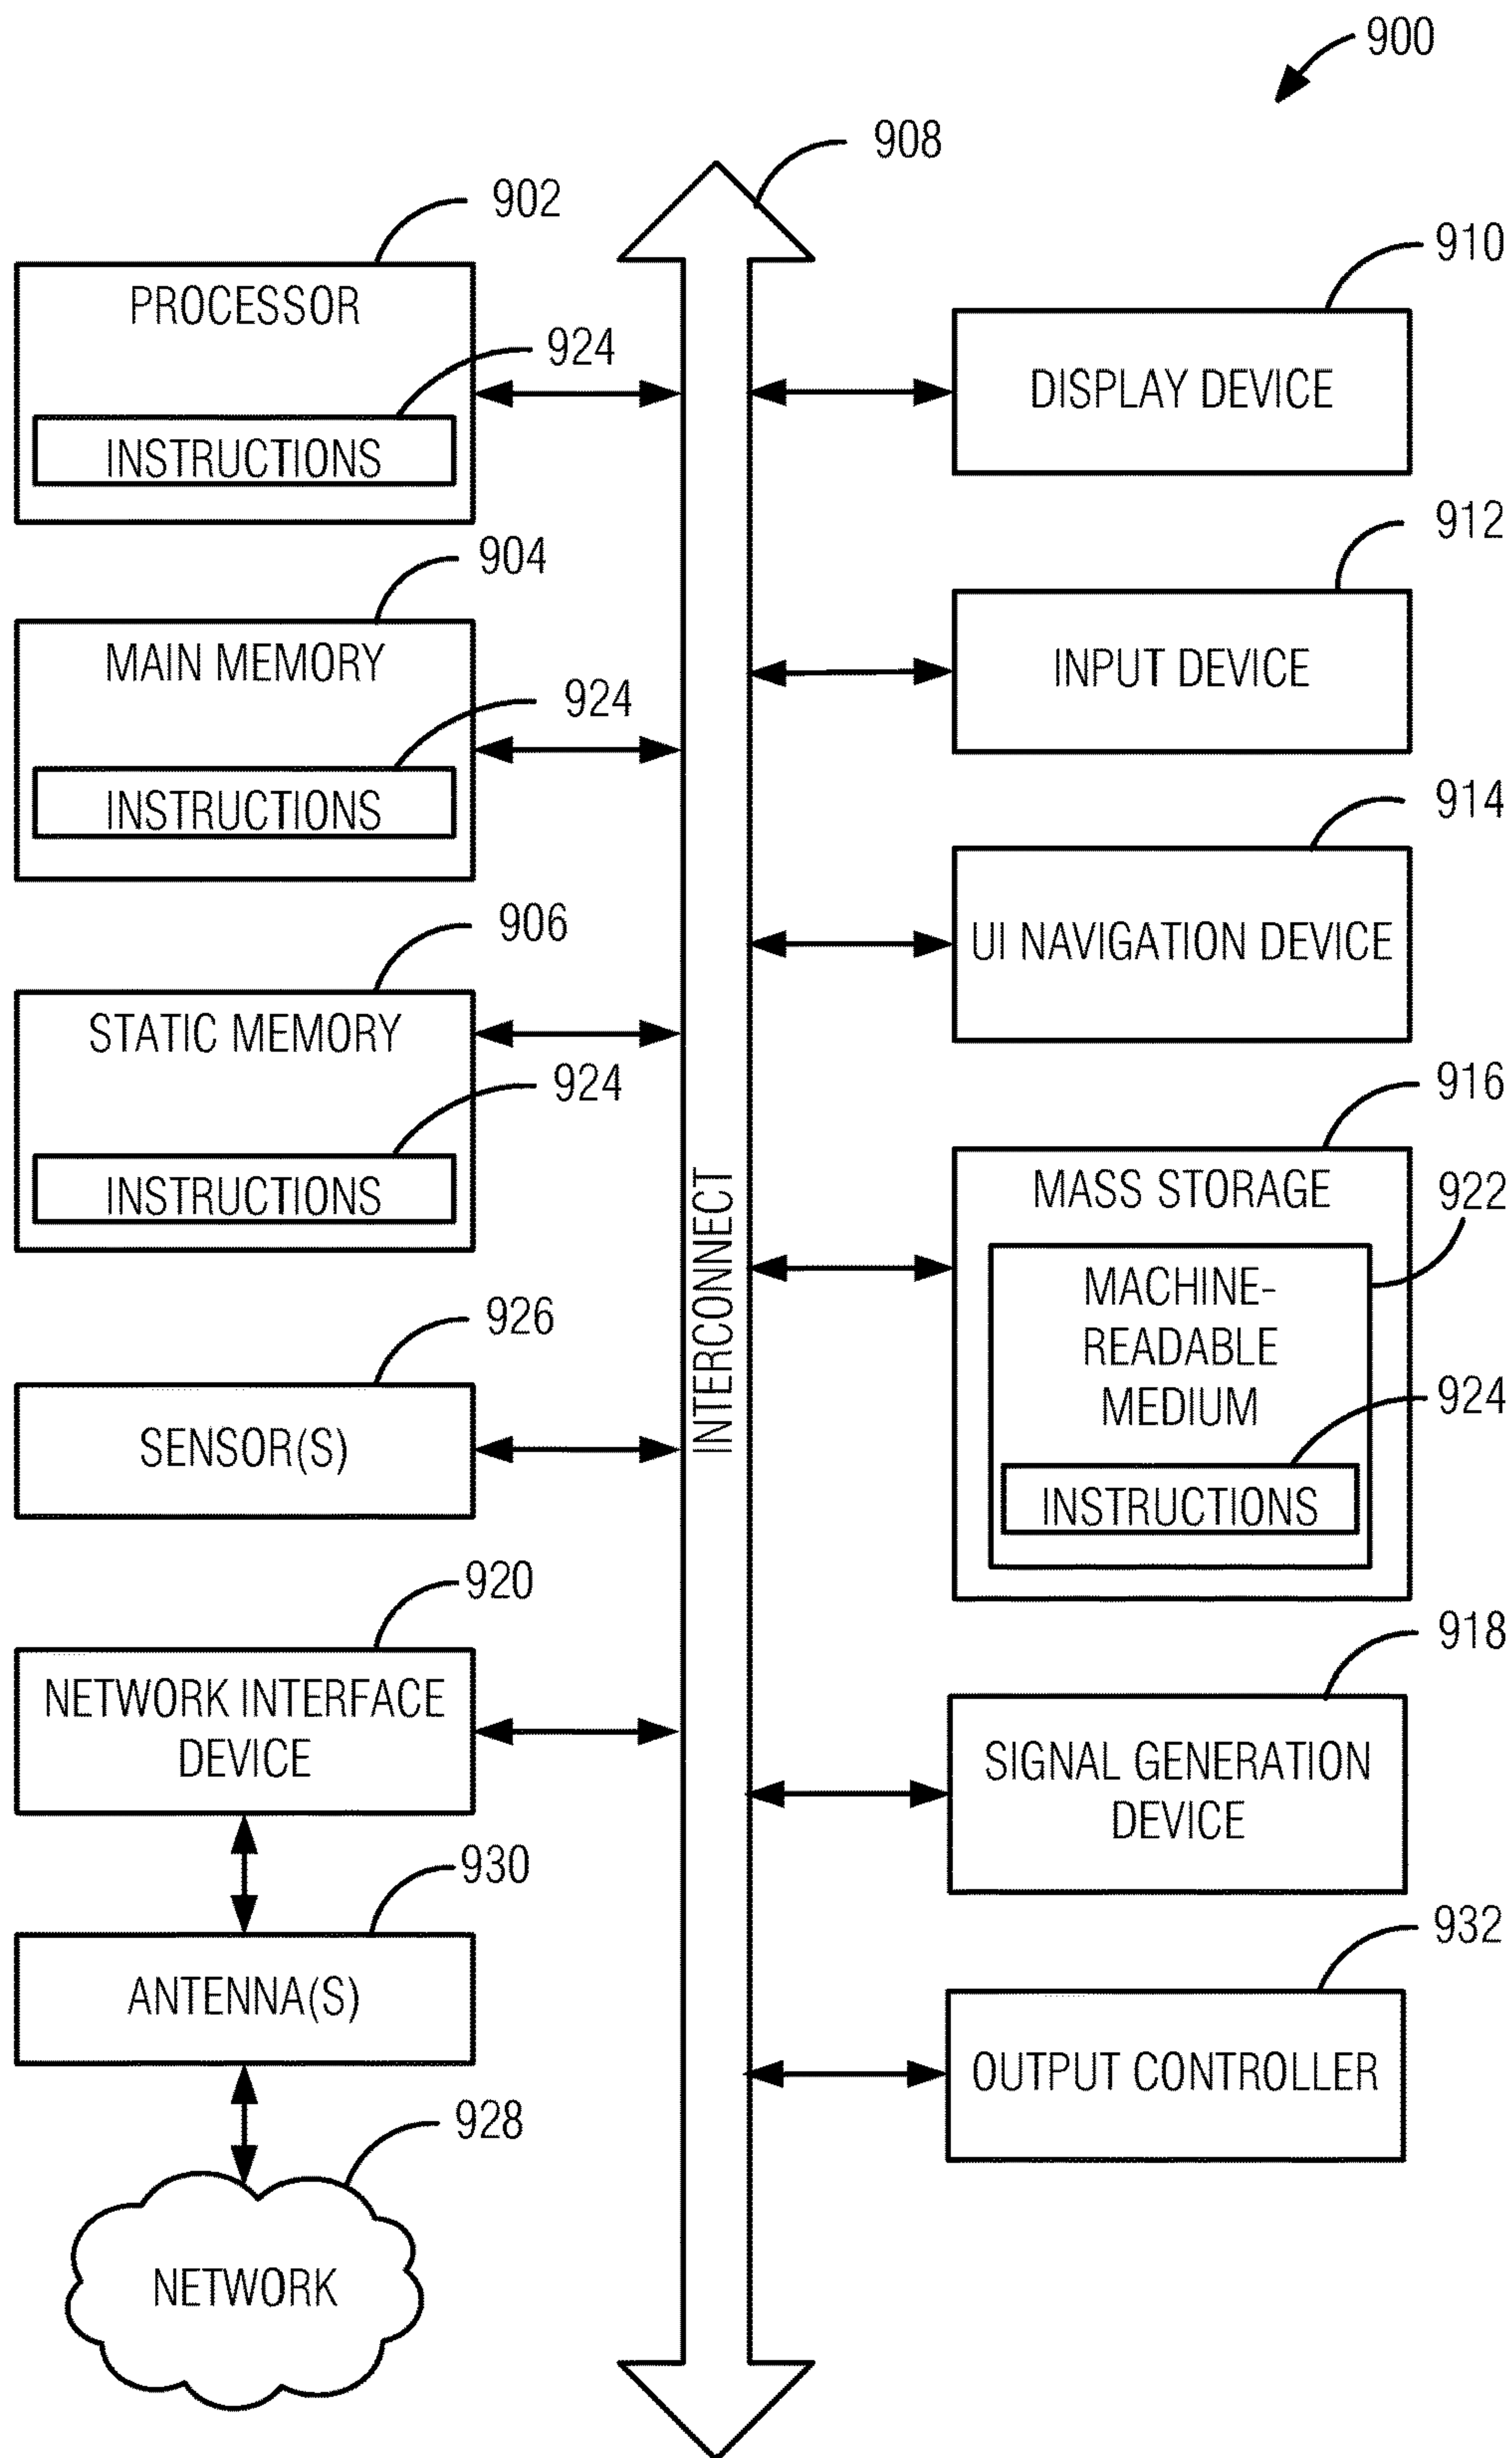 900
908
902
PROCESSOR
924
INSTRUCTIONS
904
MAIN MEMORY
924
INSTRUCTIONS
906
STATIC MEMORY
924
INSTRUCTIONS
926
SENSOR(S)
920
NETWORK INTERFACE
DEVICE
930
ANTENNA(S)
928
NETWORK
INTERCONNECT
910
DISPLAY DEVICE
912
INPUT DEVICE
914
UI NAVIGATION DEVICE
916
MASS STORAGE
922
MACHINE-
READABLE
MEDIUM
924
INSTRUCTIONS
918
SIGNAL GENERATION
DEVICE
932
OUTPUT CONTROLLER